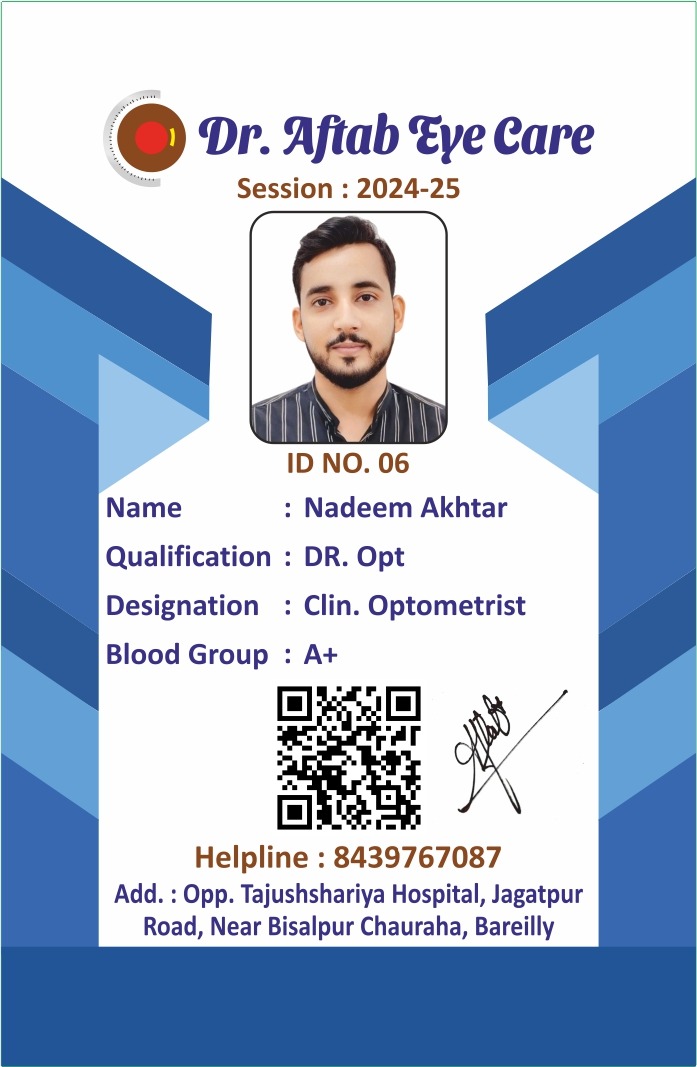 Dr. Aftab Eye Care
Session : 2024-25
ID NO. 06
Name : Nadeem Akhtar
Qualification : DR. Opt
Designation : Clin. Optometrist
Blood Group : A+
Helpline : 8439767087
Add. : Opp. Tajushshariya Hospital, Jagatpur
Road, Near Bisalpur Chauraha, Bareilly